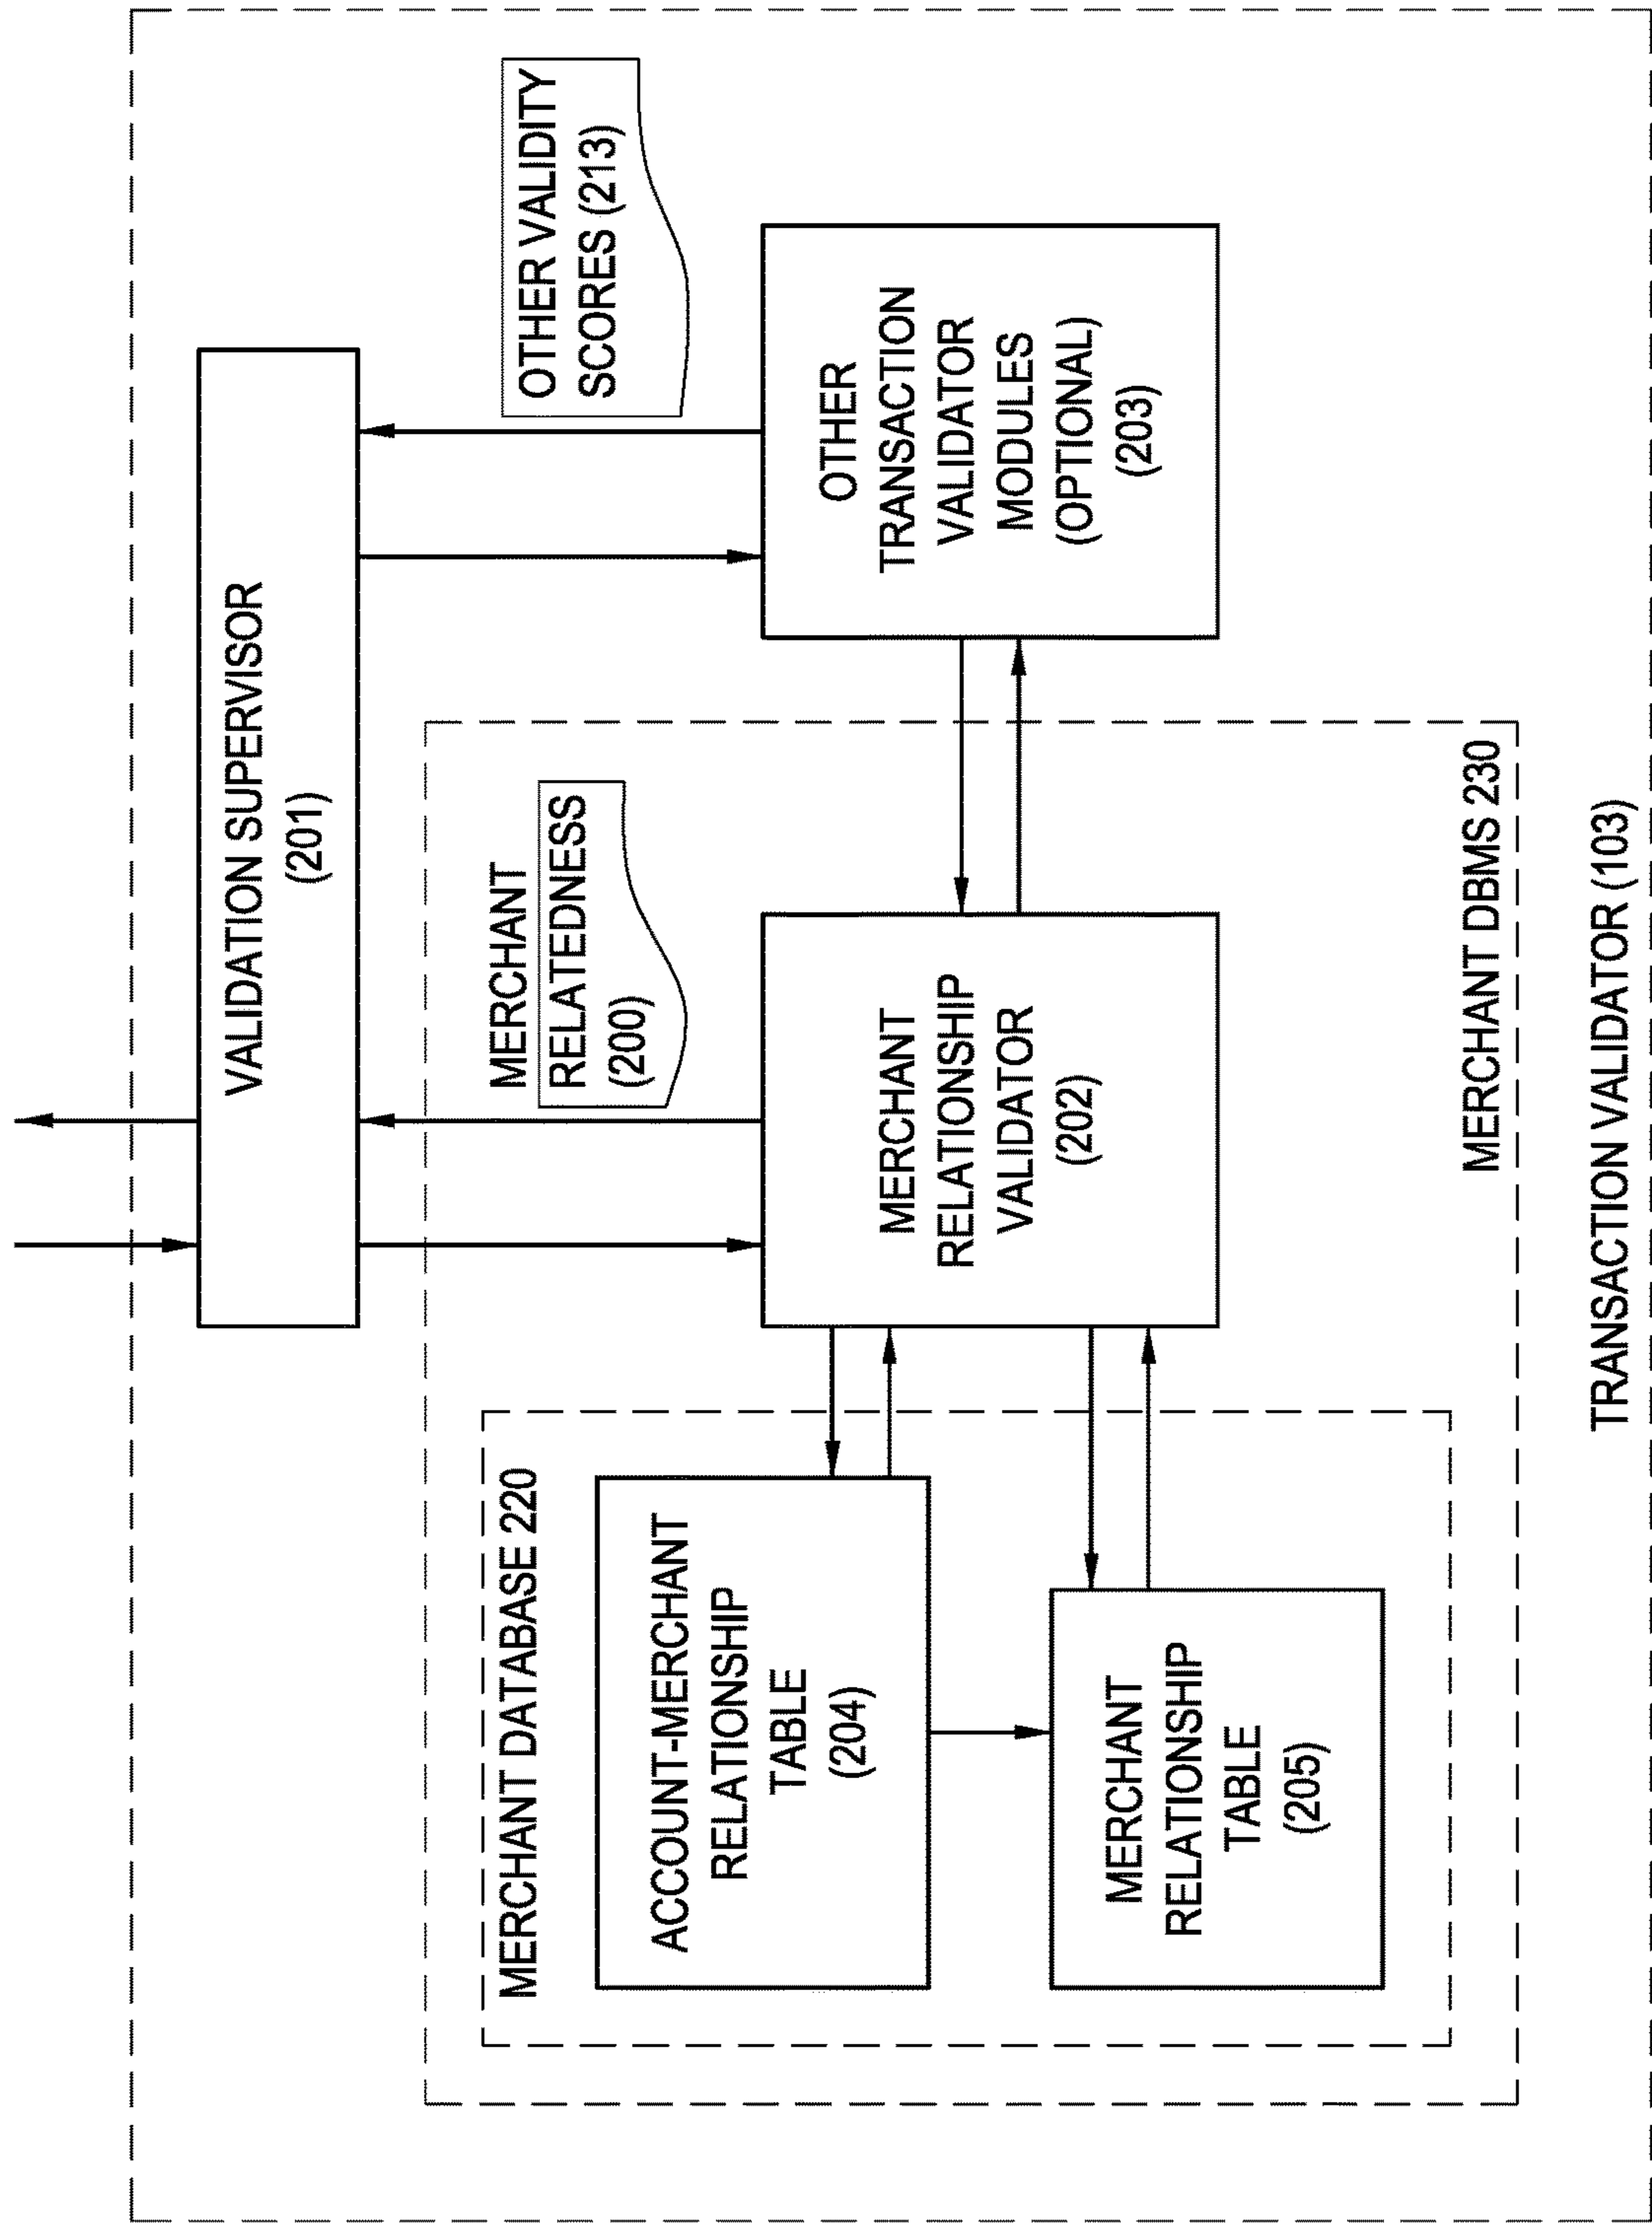 VALIDATION SUPERVISOR
(201)
MERCHANT
RELATEDNESS
(200)
OTHER VALIDITY
SCORES (213)
MERCHANT DATABASE 220
ACCOUNT-MERCHANT
RELATIONSHIP
TABLE
(204)
MERCHANT
RELATIONSHIP
TABLE
(205)
MERCHANT
RELATIONSHIP
VALIDATOR
(202)
OTHER
TRANSACTION
VALIDATOR
MODULES
(OPTIONAL)
(203)
MERCHANT DBMS 230
TRANSACTION VALIDATOR (103)